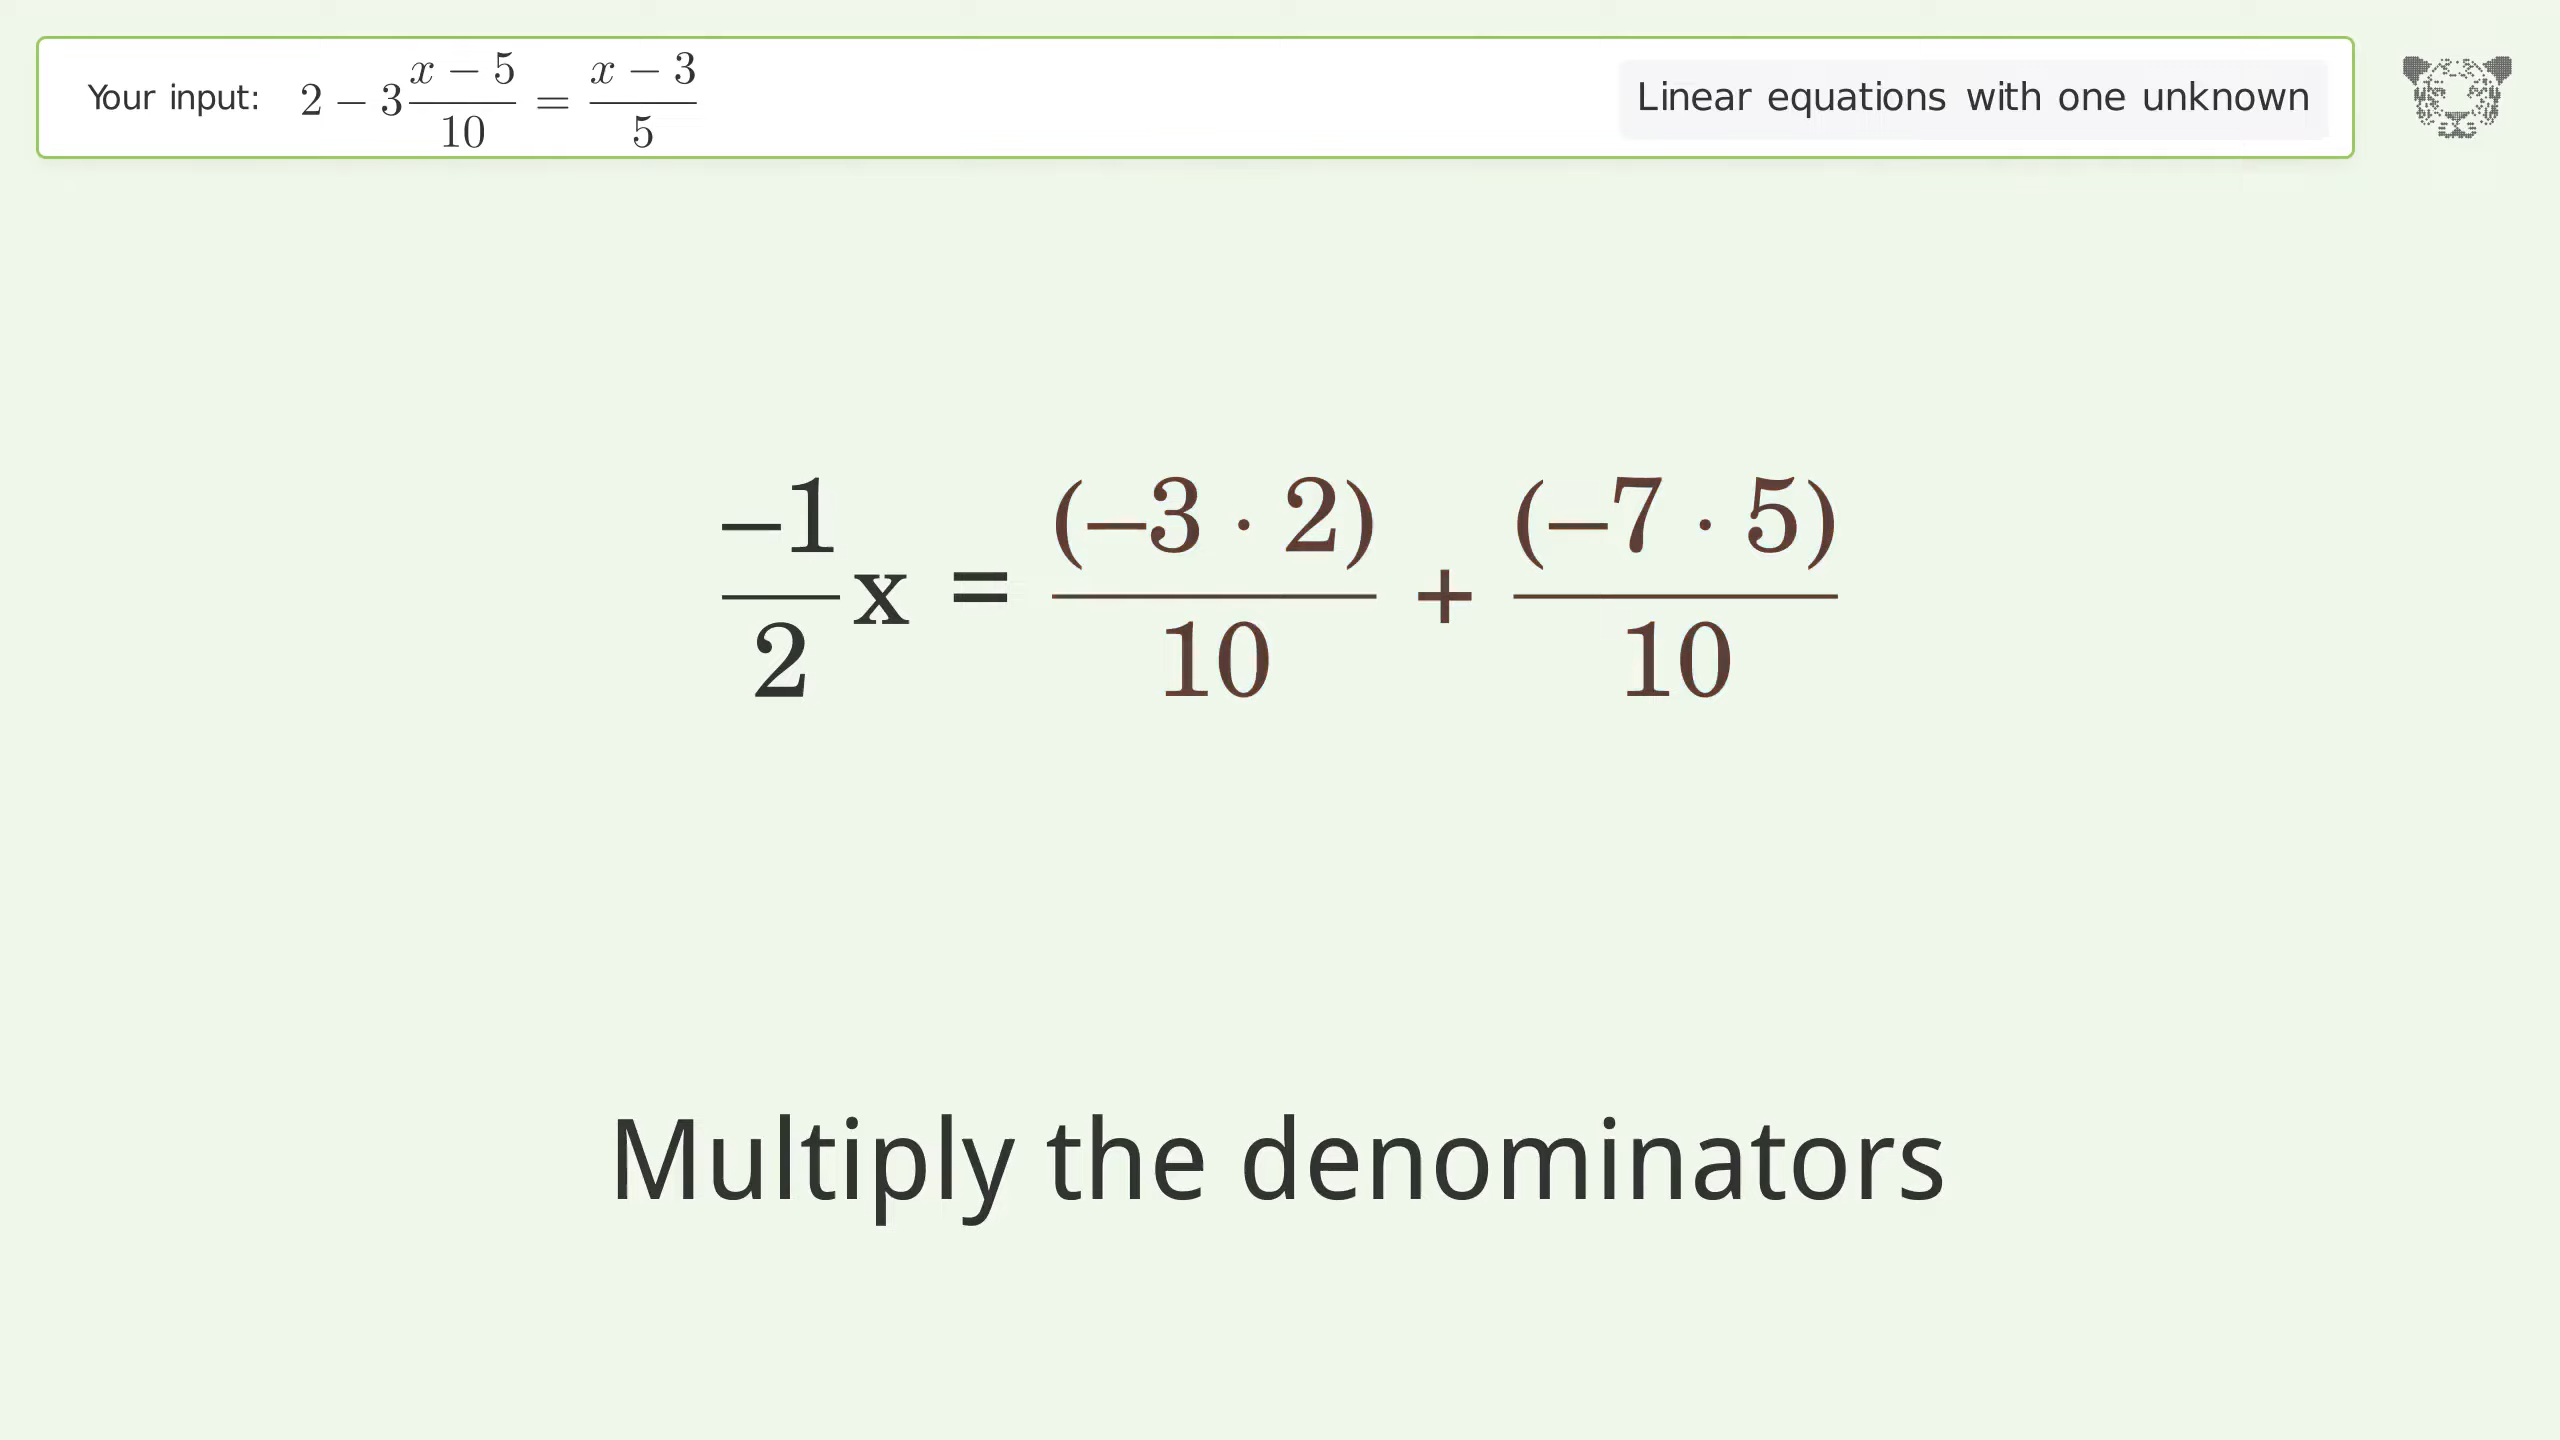 Your input: 2 − 3 (x − 5)/10 = (x − 3)/5
Linear equations with one unknown
−1/2 x = (−3 · 2)/10 + (−7 · 5)/10
Multiply the denominators